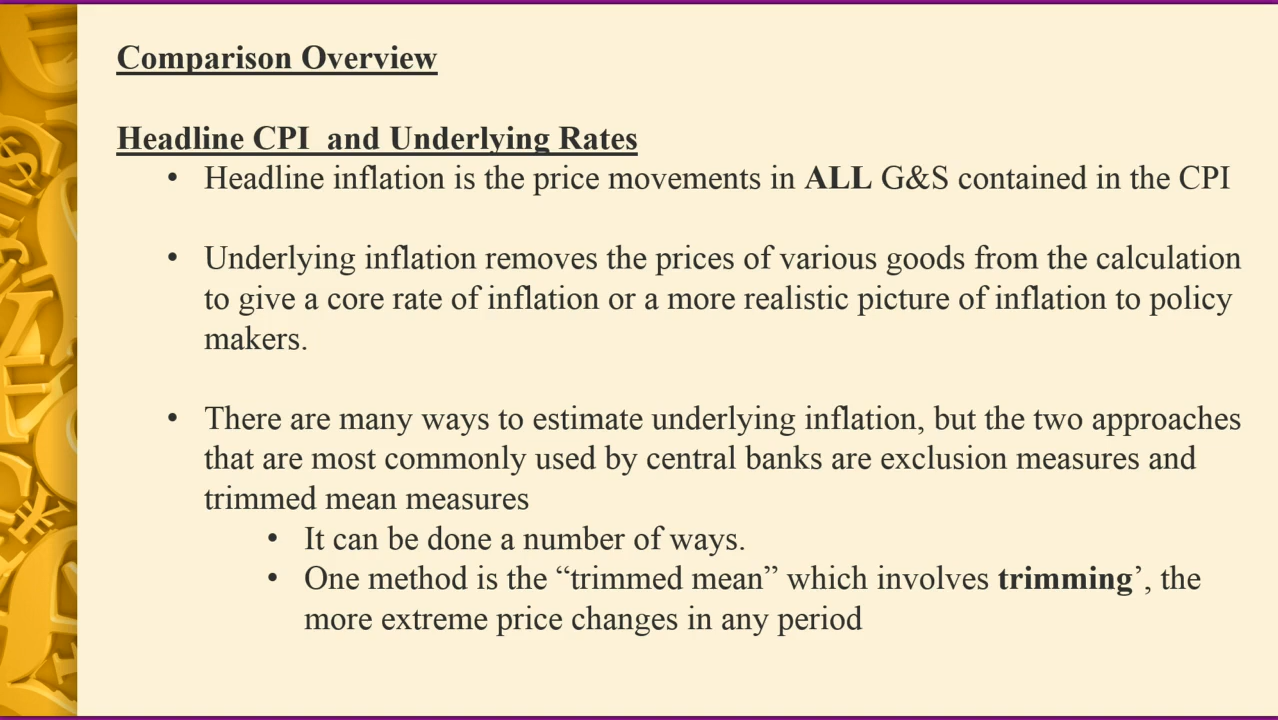 Comparison Overview
Headline CPI  and Underlying Rates
• Headline inflation is the price movements in ALL G&S contained in the CPI
• Underlying inflation removes the prices of various goods from the calculation
to give a core rate of inflation or a more realistic picture of inflation to policy
makers.
• There are many ways to estimate underlying inflation, but the two approaches
that are most commonly used by central banks are exclusion measures and
trimmed mean measures
• It can be done a number of ways.
• One method is the “trimmed mean” which involves trimming’, the
more extreme price changes in any period